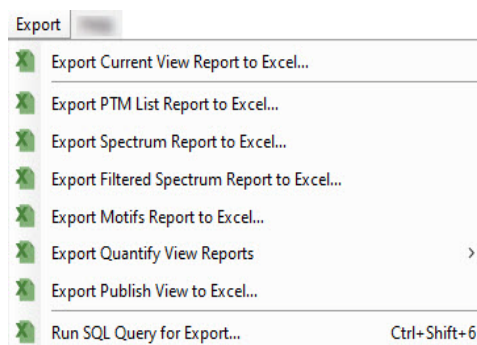 Export
Export Current View Report to Excel...
Export PTM List Report to Excel...
Export Spectrum Report to Excel...
Export Filtered Spectrum Report to Excel...
Export Motifs Report to Excel...
Export Quantify View Reports >
Export Publish View to Excel...
Run SQL Query for Export... Ctrl+Shift+6